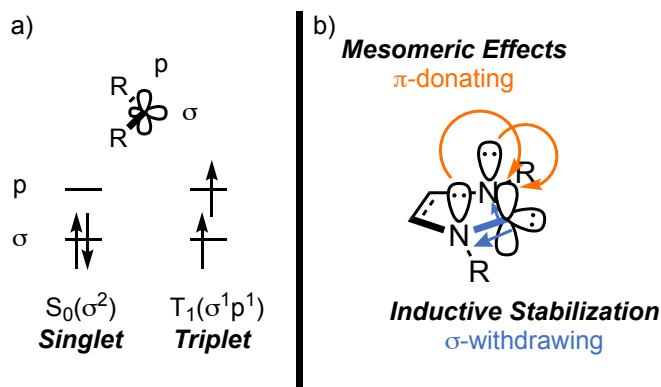 a)
p
R
σ
R
p
σ
S₀(σ²)
T₁(σ¹p¹)
Singlet
Triplet
b)
Mesomeric Effects
π-donating
N
R
N
R
Inductive Stabilization
σ-withdrawing